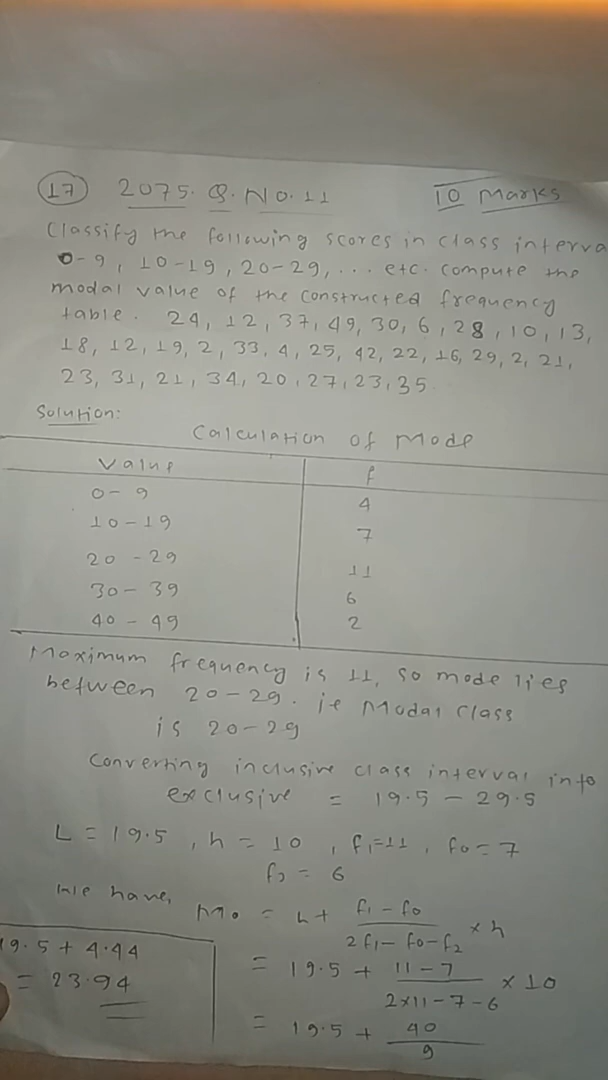 17 2075. Q. No. 11 10 Marks
Classify the following scores in class interva
0-9, 10-19, 20-29, ... etc. compute the
modal value of the constructed frequency
table. 24, 12, 37, 49, 30, 6, 28, 10, 13,
18, 12, 19, 2, 33, 4, 25, 42, 22, 16, 29, 2, 21,
23, 31, 21, 34, 20, 27, 23, 35.
Solution:
Calculation of Mode
Value f
0-9 4
10-19 7
20-29 11
30-39 6
40-49 2
Maximum frequency is 11, so mode lies
between 20-29. ie Modal class
is 20-29
Converting inclusive class interval into
exclusive = 19.5 - 29.5
L = 19.5, h = 10, f1=11, f0 = 7
f2 = 6
We have, Mo = L+ f1-f0 / 2f1-f0-f2 × h
= 19.5 + 11-7 / 2×11-7-6 × 10
= 19.5 + 40 / 9
19.5 + 4.44
= 23.94